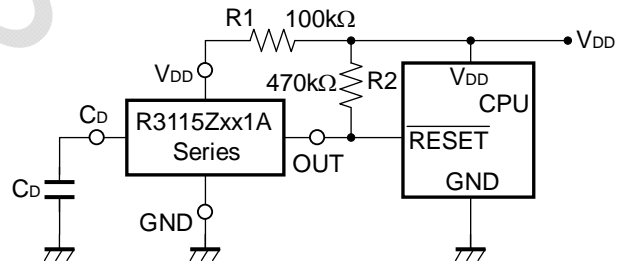 R1 100kΩ
VDD
VDD
470kΩ R2
VDD
CPU
CD
R3115Zxx1A
Series
OUT
RESET
CD
GND
GND